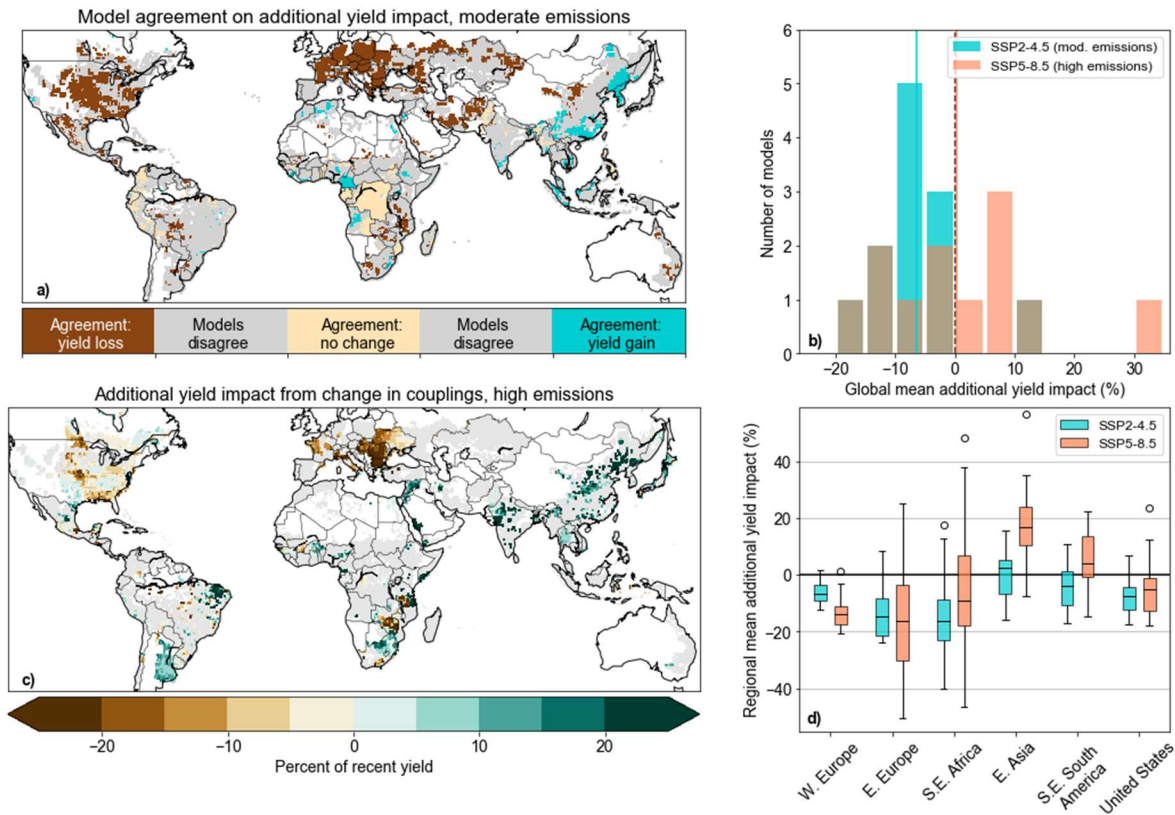 Model agreement on additional yield impact, moderate emissions
a)
Agreement:
yield loss
Models
disagree
Agreement:
no change
Models
disagree
Agreement:
yield gain
6
5
4
3
2
1
0
Number of models
SSP2-4.5 (mod. emissions)
SSP5-8.5 (high emissions)
b)
−20
−10
0
10
20
30
Global mean additional yield impact (%)
Additional yield impact from change in couplings, high emissions
c)
−20
−10
0
10
20
Percent of recent yield
Regional mean additional yield impact (%)
40
20
0
−20
−40
SSP2-4.5
SSP5-8.5
d)
W. Europe
E. Europe
S.E. Africa
E. Asia
S.E. South
America
United States